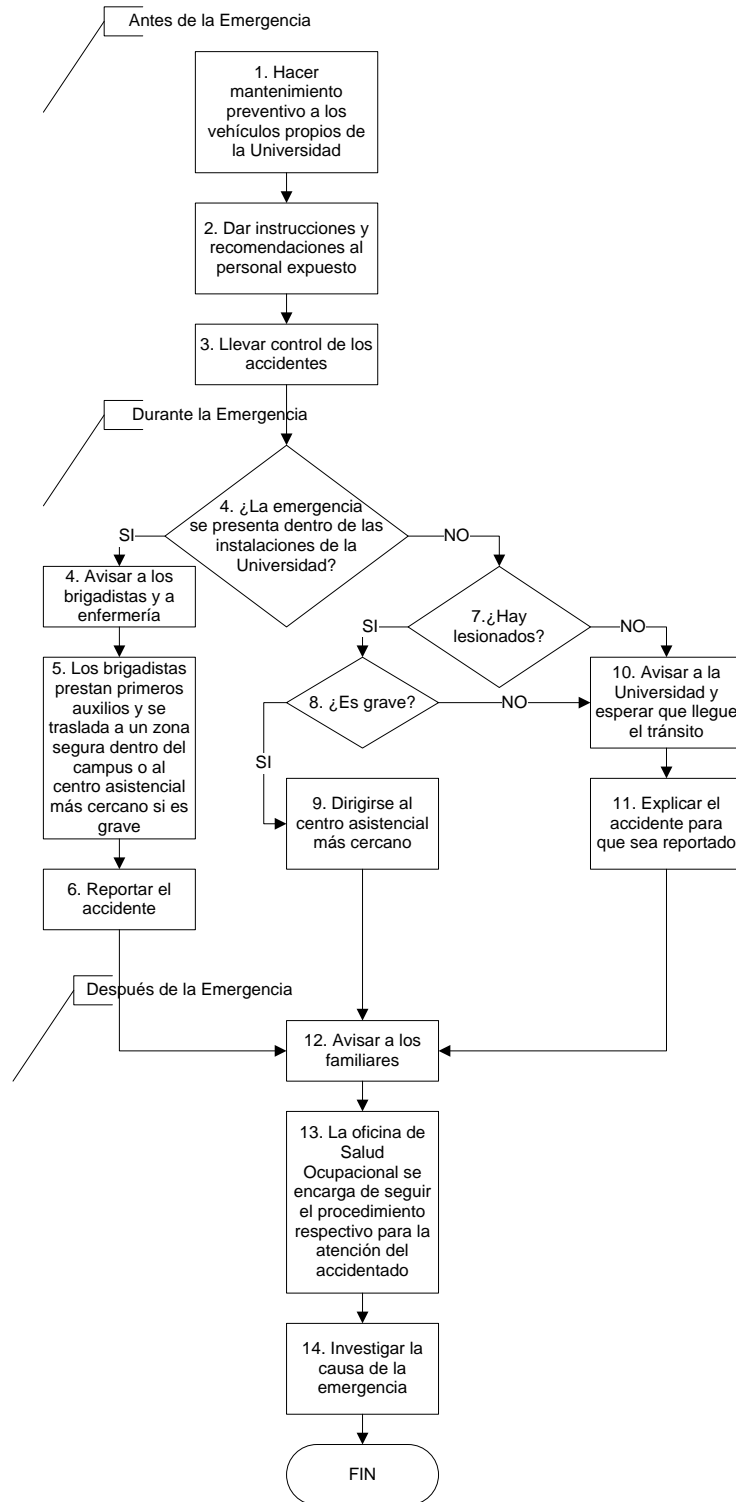 Antes de la Emergencia
1. Hacer
mantenimiento
preventivo a los
vehículos propios de
la Universidad
2. Dar instrucciones y
recomendaciones al
personal expuesto
3. Llevar control de los
accidentes
Durante la Emergencia
4. ¿La emergencia
se presenta dentro de las
instalaciones de la
Universidad?
SI
NO
4. Avisar a los
brigadistas y a
enfermería
7.¿Hay
lesionados?
SI
NO
5. Los brigadistas
prestan primeros
auxilios y se
traslada a un zona
segura dentro del
campus o al
centro asistencial
más cercano si es
grave
8. ¿Es grave?
NO
SI
10. Avisar a la
Universidad y
esperar que llegue
el tránsito
9. Dirigirse al
centro asistencial
más cercano
11. Explicar el
accidente para
que sea reportado
6. Reportar el
accidente
Después de la Emergencia
12. Avisar a los
familiares
13. La oficina de
Salud
Ocupacional se
encarga de seguir
el procedimiento
respectivo para la
atención del
accidentado
14. Investigar la
causa de la
emergencia
FIN